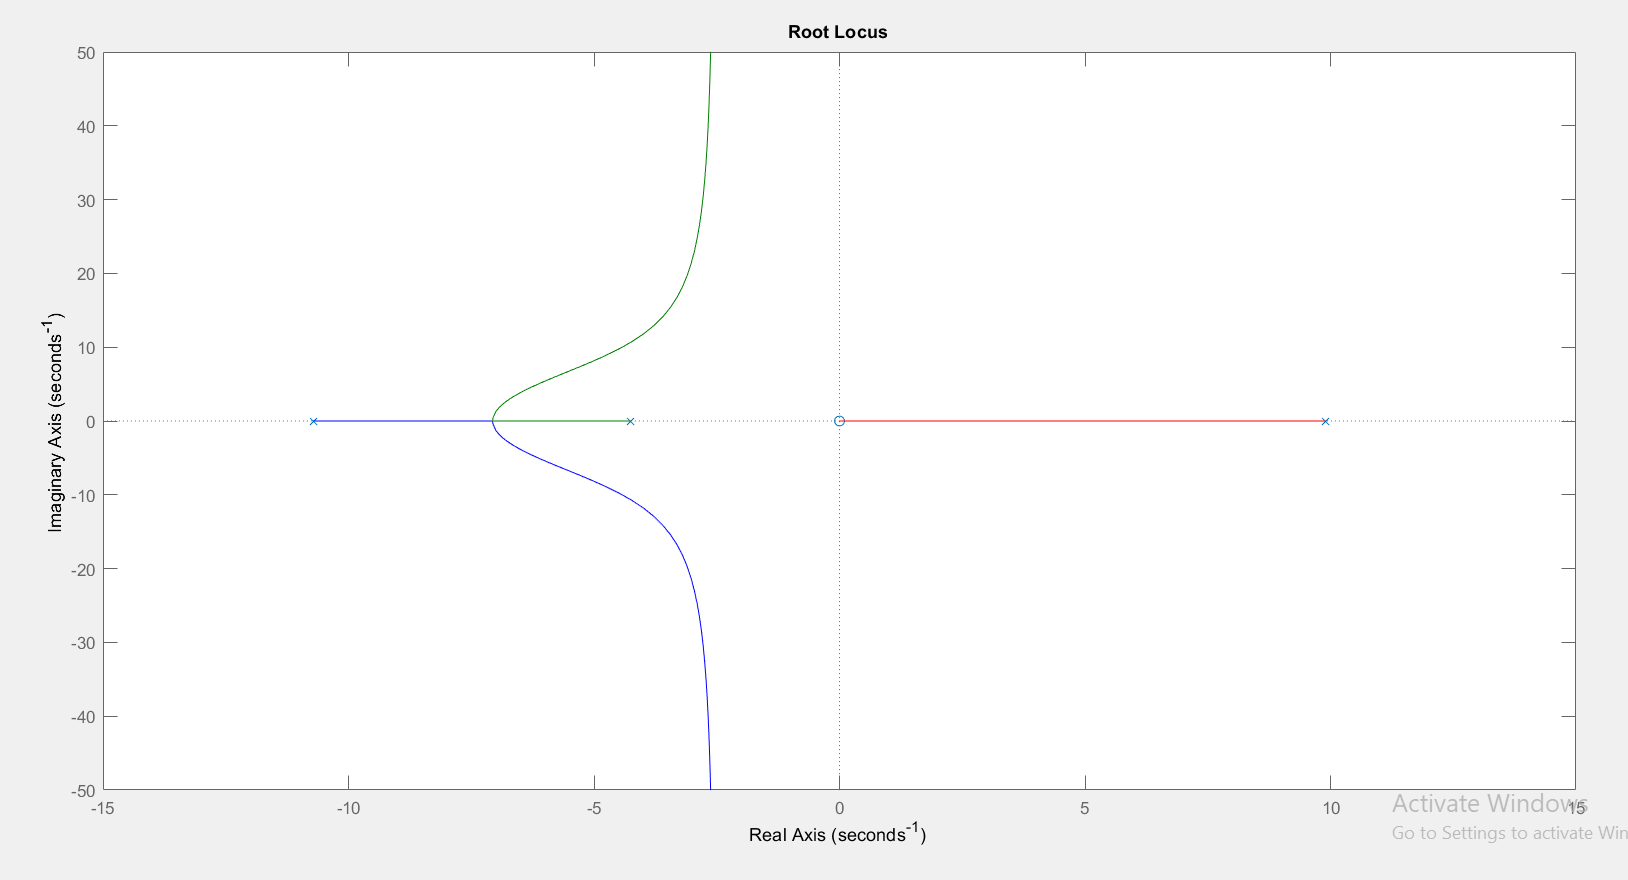 Root Locus
50
40
30
20
10
0
-10
-20
-30
-40
-50
Imaginary Axis (seconds-1)
-15 -10 -5 0 5 10 15
Real Axis (seconds-1)
Activate Windows
Go to Settings to activate Win